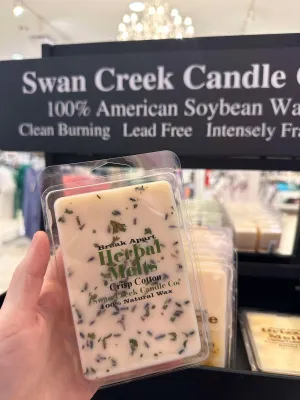 Swan Creek Candle
100% American Soybean Wa
Clean Burning Lead Free Intensely Fra
Break Apart
Herbal
Melts
Crisp Cotton
Swan Creek Candle Co
100% Natural Wax
Melts